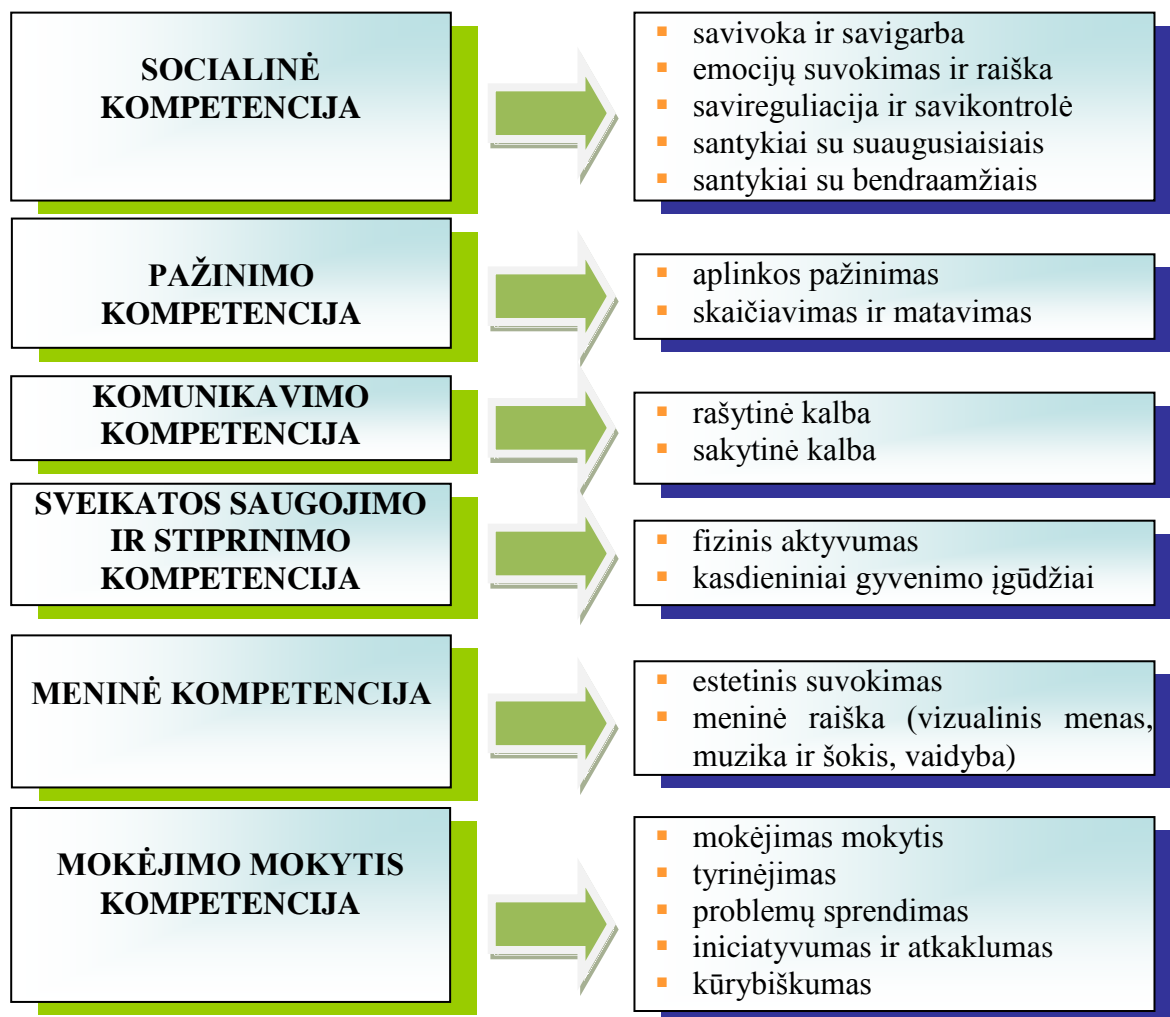 SOCIALINĖ
KOMPETENCIJA
savivoka ir savigarba
emocijų suvokimas ir raiška
savireguliacija ir savikontrolė
santykiai su suaugusiaisiais
santykiai su bendraamžiais
PAŽINIMO
KOMPETENCIJA
aplinkos pažinimas
skaičiavimas ir matavimas
KOMUNIKAVIMO
KOMPETENCIJA
rašytinė kalba
sakytinė kalba
SVEIKATOS SAUGOJIMO
IR STIPRINIMO
KOMPETENCIJA
fizinis aktyvumas
kasdieniniai gyvenimo įgūdžiai
MENINĖ KOMPETENCIJA
estetinis suvokimas
meninė raiška (vizualinis menas,
muzika ir šokis, vaidyba)
MOKĖJIMO MOKYTIS
KOMPETENCIJA
mokėjimas mokytis
tyrinėjimas
problemų sprendimas
iniciatyvumas ir atkaklumas
kūrybiškumas